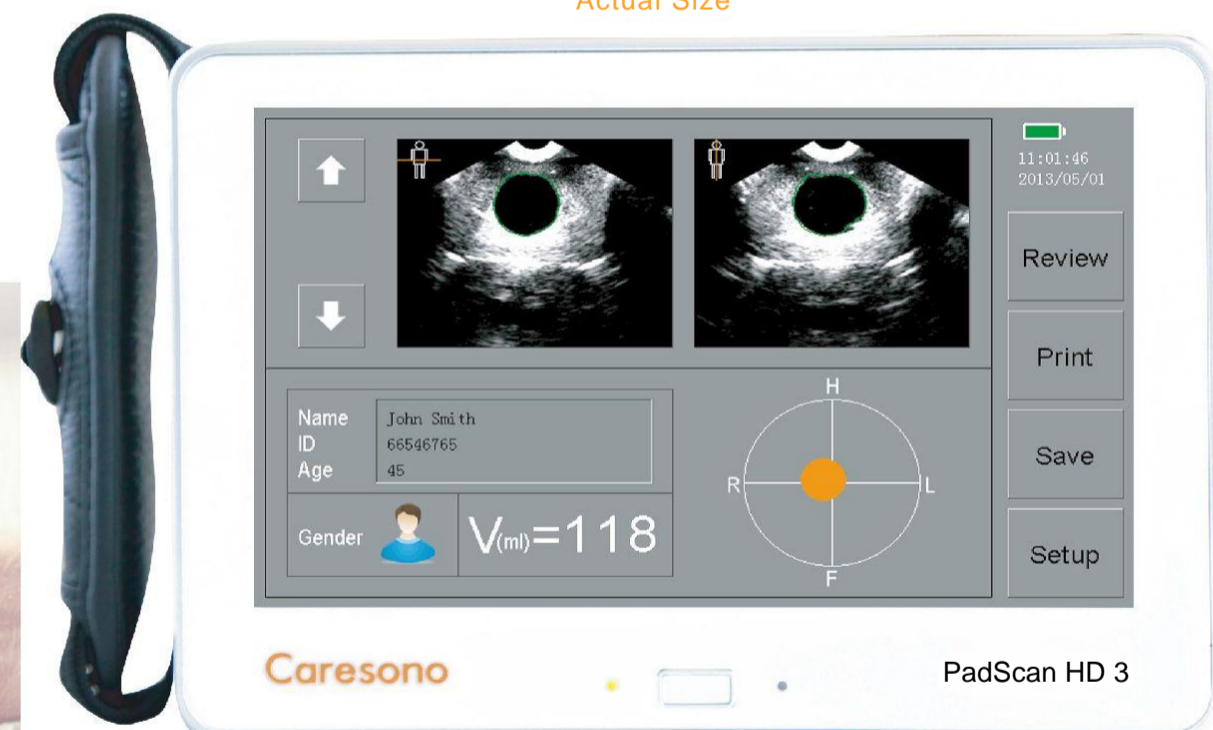 Actual Size
11:01:46
2013/05/01
Review
Print
Save
Setup
Name John Smith
ID 66546765
Age 45
Gender
V(ml)=118
H
R
L
F
Caresono
PadScan HD 3